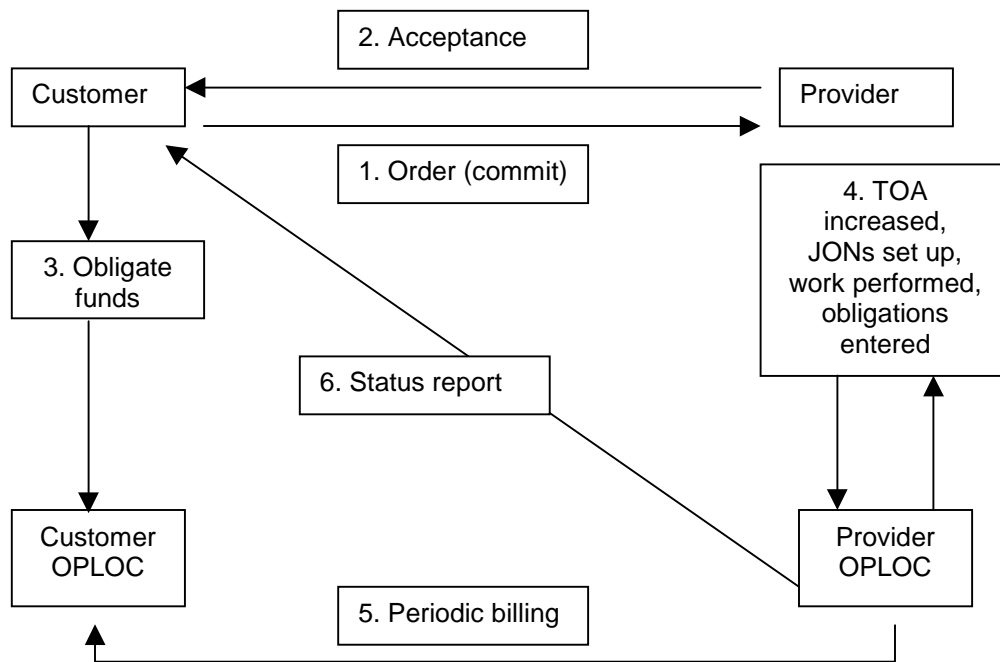 2. Acceptance
Customer
Provider
1. Order (commit)
4. TOA
increased,
JONs set up,
work performed,
obligations
entered
3. Obligate
funds
6. Status report
Customer
OPLOC
Provider
OPLOC
5. Periodic billing